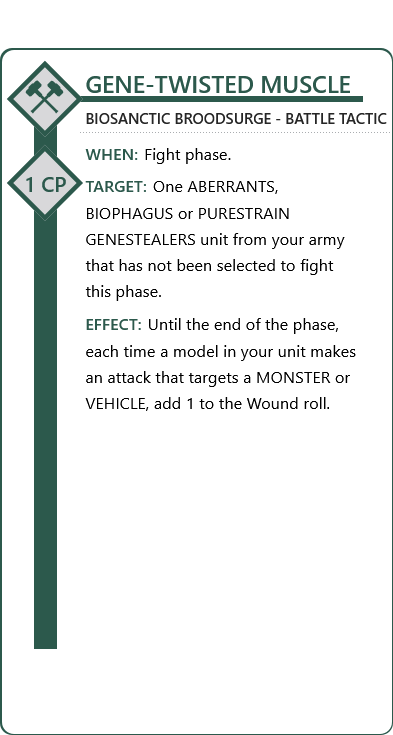 GENE-TWISTED MUSCLE
BIOSANCTIC BROODSURGE - BATTLE TACTIC
1 CP
WHEN: Fight phase.
TARGET: One ABERRANTS,
BIOPHAGUS or PURESTRAIN
GENESTEALERS unit from your army
that has not been selected to fight
this phase.
EFFECT: Until the end of the phase,
each time a model in your unit makes
an attack that targets a MONSTER or
VEHICLE, add 1 to the Wound roll.